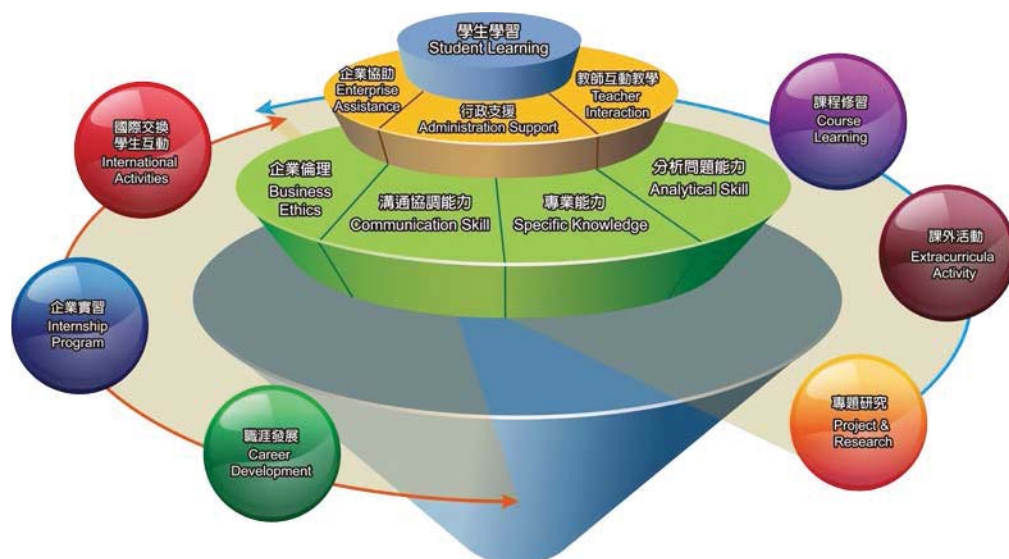 學生學習
Student Learning
企業協助
Enterprise
Assistance
行政支援
Administration Support
教師互動教學
Teacher
Interaction
企業倫理
Business
Ethics
溝通協調能力
Communication Skill
專業能力
Specific Knowledge
分析問題能力
Analytical Skill
國際交換
學生互動
International
Activities
企業實習
Internship
Program
職涯發展
Career
Development
課程修習
Course
Learning
課外活動
Extracurricula
Activity
專題研究
Project &
Research